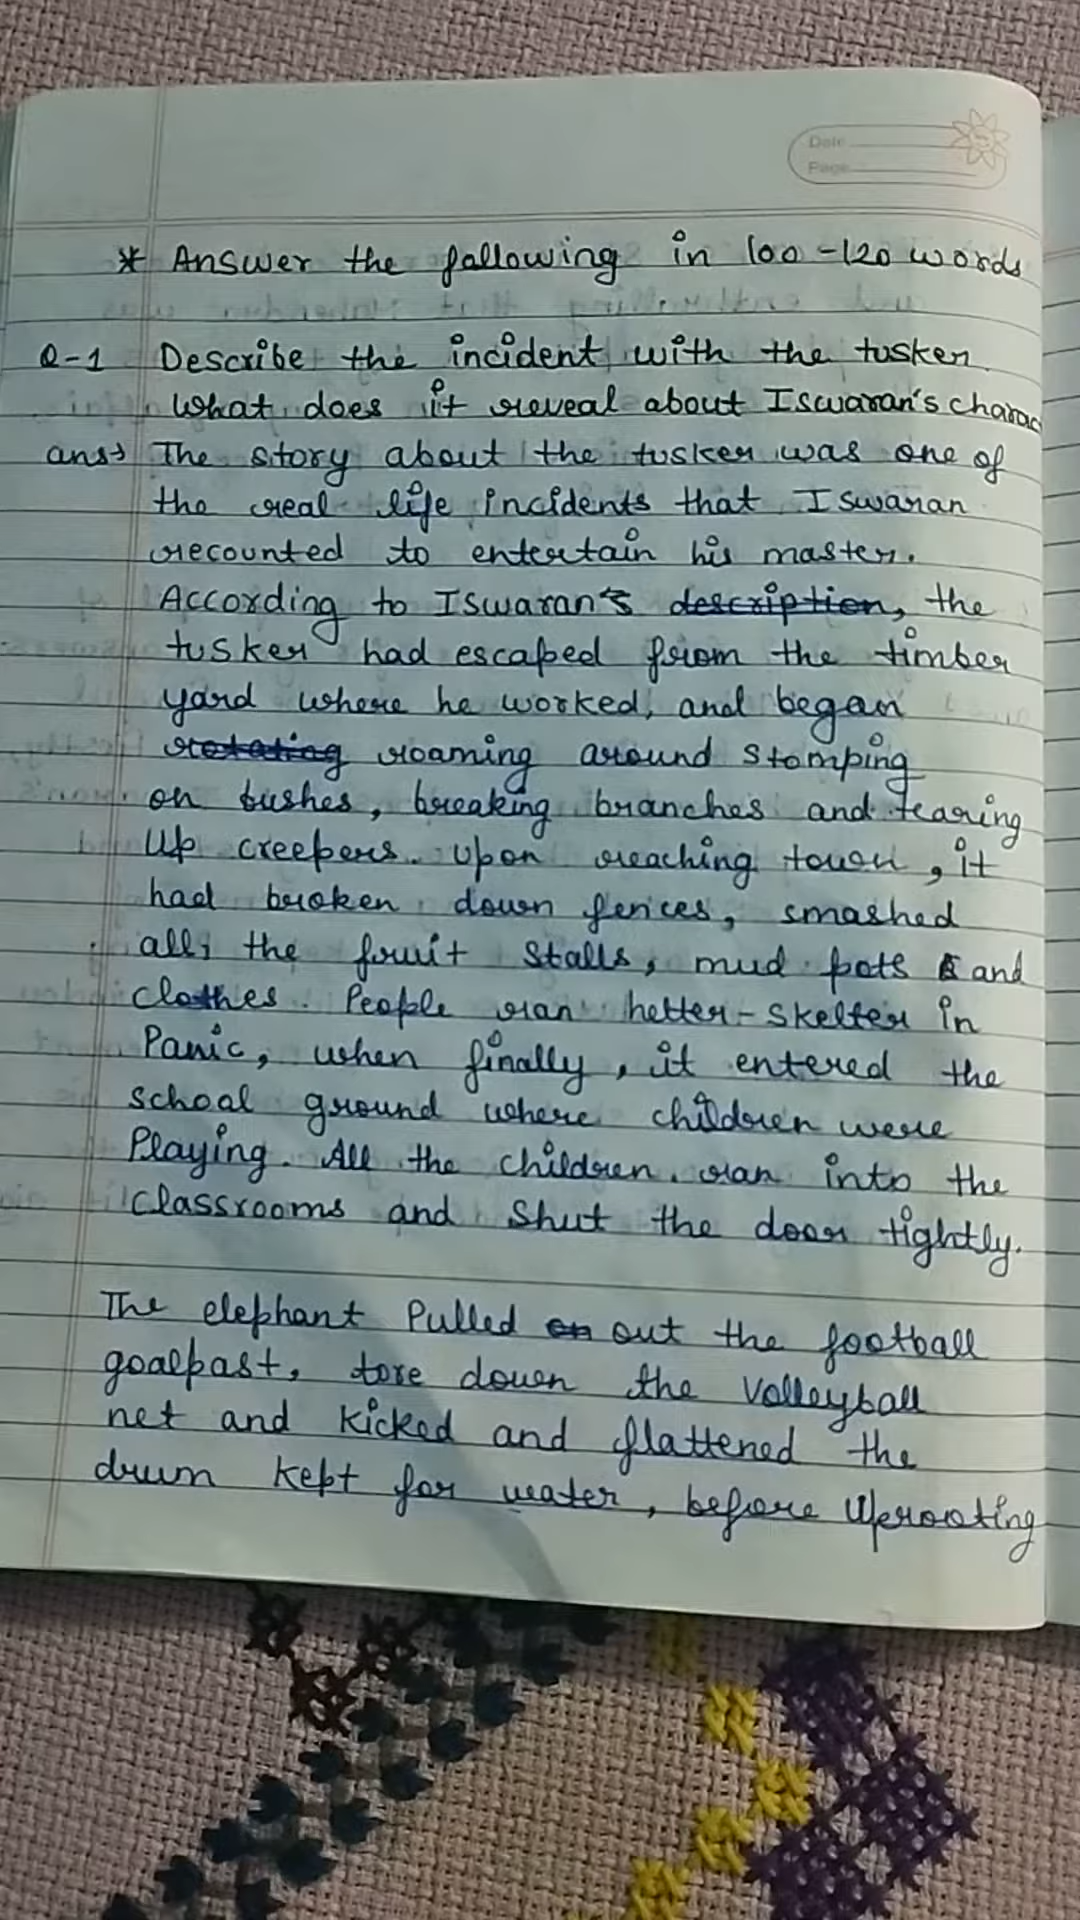 Date
Page
* Answer the following in 100-120 words
Q-1 Describe the incident with the tusker.
What does it reveal about Iswaran's charac
ans→ The story about the tusker was one of
the real life incidents that Iswaran
recounted to entertain his master.
According to Iswaran's description, the
tusker had escaped from the timber
yard where he worked, and began
rotating roaming around stomping
on bushes, breaking branches and tearing
up creepers. Upon reaching town, it
had broken down fences, smashed
all, the fruit stalls, mud pots & and
clothes. People ran hetter-skelter in
Panic, when finally, it entered the
school ground where children were
Playing. All the children ran into the
classrooms and shut the door tightly.
The elephant Pulled on out the football
goalpast, tore down the volleyball
net and kicked and flattened the
drum kept for water, before Uprooting